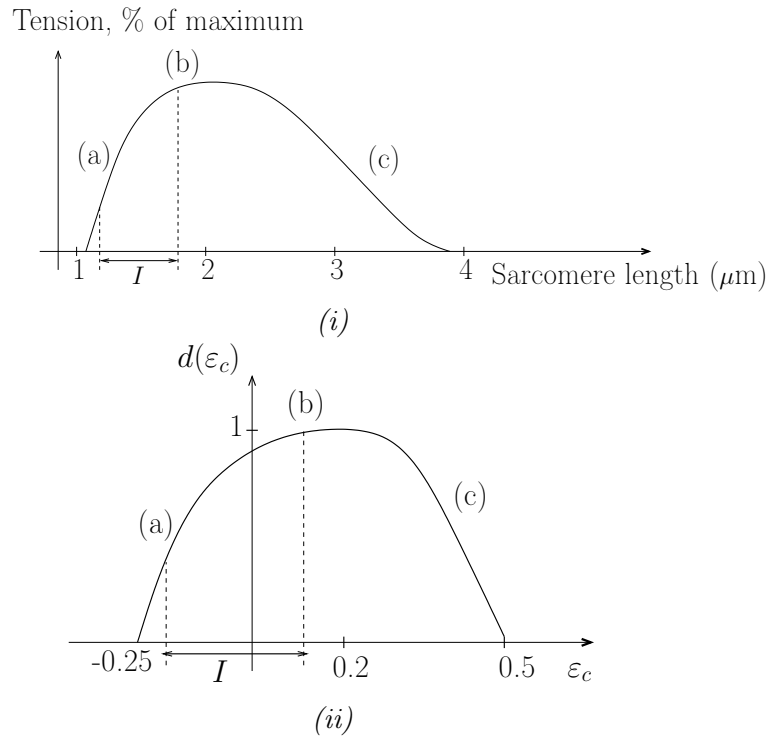 Tension, % of maximum
(b)
(a)
(c)
1 2 3 4
I
Sarcomere length (μm)
(i)
d(ε_c)
(b)
1
(a)
(c)
-0.25 0.2 0.5 ε_c
I
(ii)